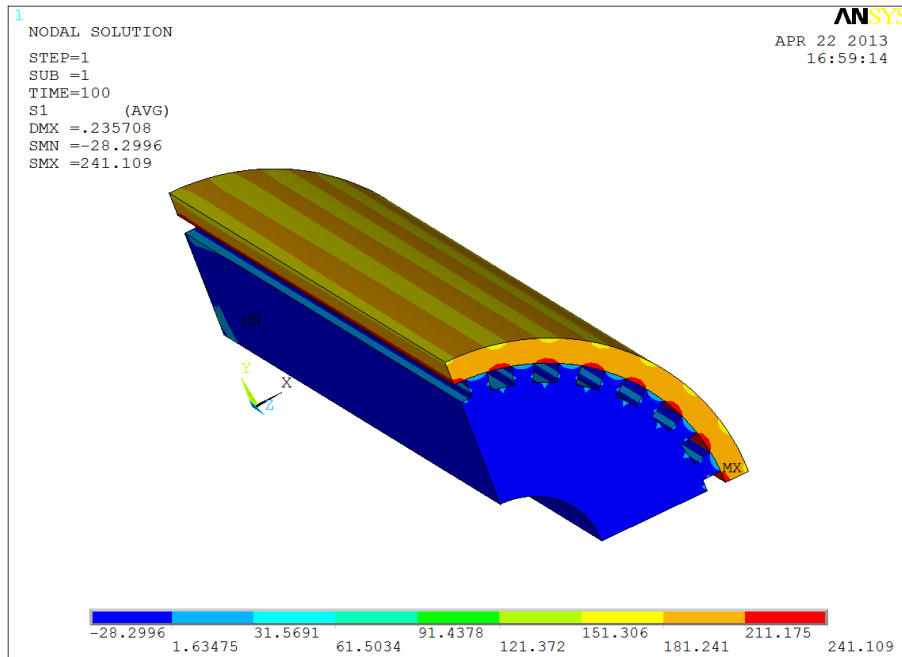 1
NODAL SOLUTION
STEP=1
SUB =1
TIME=100
S1 (AVG)
DMX =.235708
SMN =-28.2996
SMX =241.109
ANSYS
APR 22 2013
16:59:14
MN
Y
X
Z
MX
-28.2996 31.5691 91.4378 151.306 211.175
1.63475 61.5034 121.372 181.241 241.109